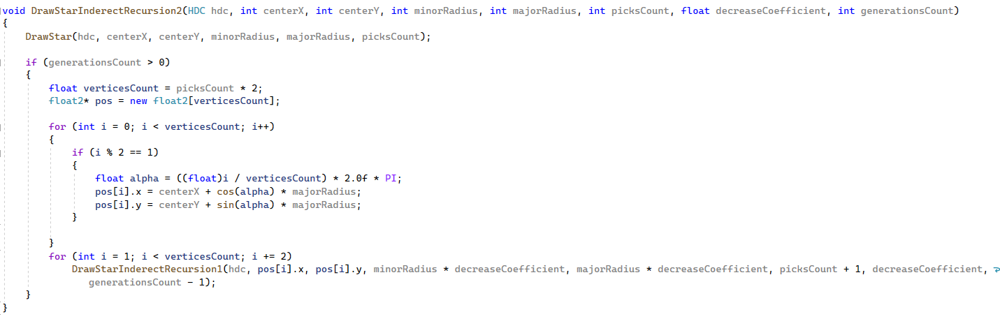 void DrawStarInderectRecursion2(HDC hdc, int centerX, int centerY, int minorRadius, int majorRadius, int picksCount, float decreaseCoefficient, int generationsCount)
{
    DrawStar(hdc, centerX, centerY, minorRadius, majorRadius, picksCount);

    if (generationsCount > 0)
    {
        float verticesCount = picksCount * 2;
        float2* pos = new float2[verticesCount];

        for (int i = 0; i < verticesCount; i++)
        {
            if (i % 2 == 1)
            {
                float alpha = ((float)i / verticesCount) * 2.0f * PI;
                pos[i].x = centerX + cos(alpha) * majorRadius;
                pos[i].y = centerY + sin(alpha) * majorRadius;
            }

        }
        for (int i = 1; i < verticesCount; i += 2)
            DrawStarInderectRecursion1(hdc, pos[i].x, pos[i].y, minorRadius * decreaseCoefficient, majorRadius * decreaseCoefficient, picksCount + 1, decreaseCoefficient,
               generationsCount - 1);
    }
}